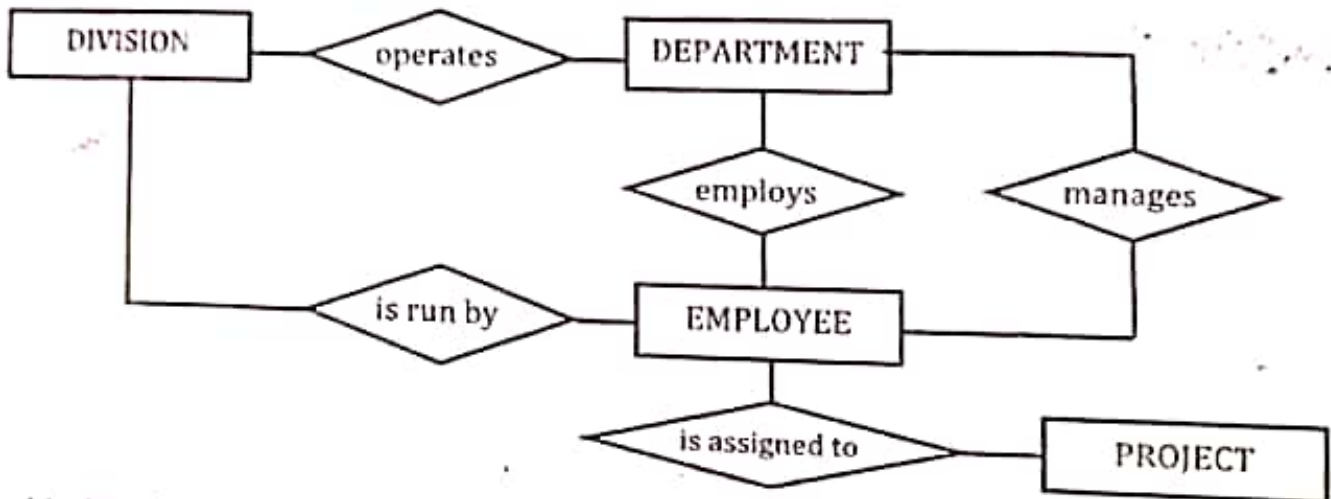 DIVISION
operates
DEPARTMENT
employs
manages
is run by
EMPLOYEE
is assigned to
PROJECT